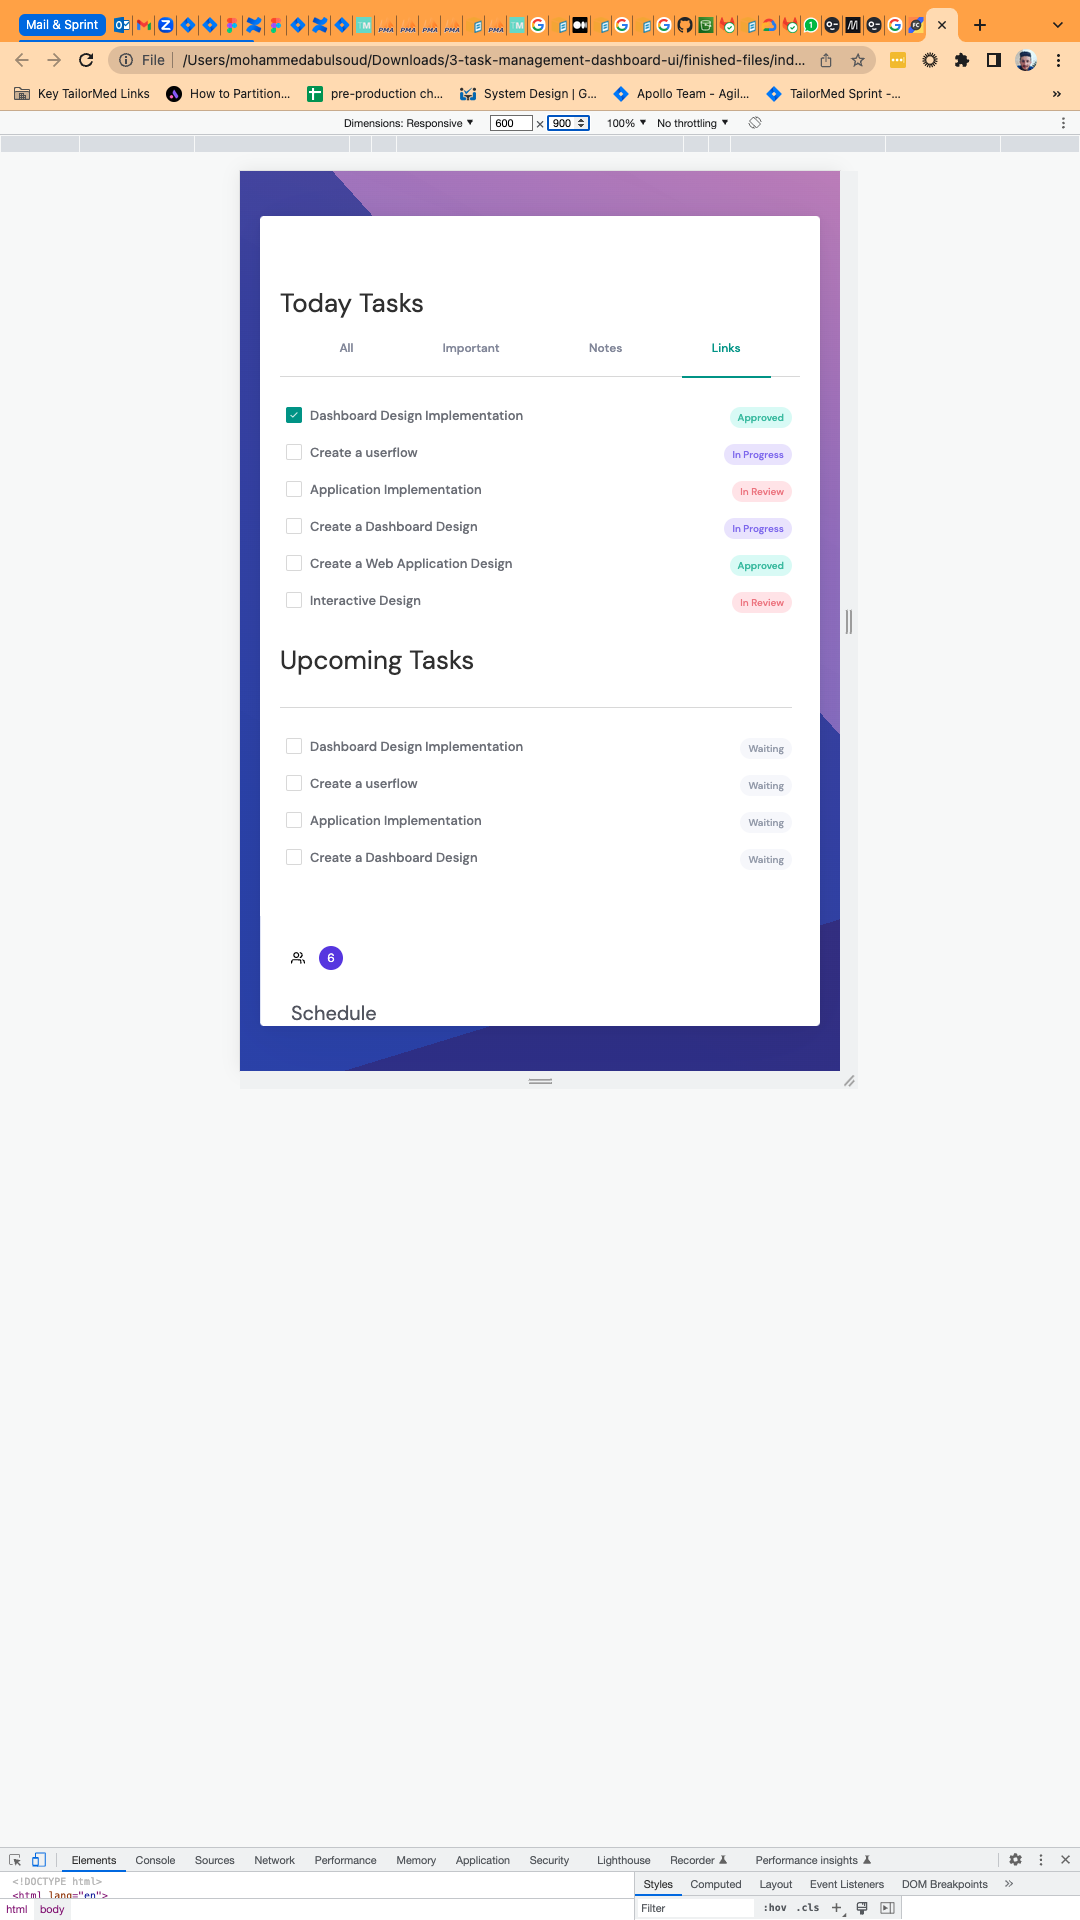 Mail & Sprint
File /Users/mohammedabulsoud/Downloads/3-task-management-dashboard-ui/finished-files/ind...
Key TailorMed Links How to Partition... pre-production ch... System Design | G... Apollo Team - Agil... TailorMed Sprint -... »
Dimensions: Responsive 600 × 900 100% No throttling
Today Tasks
All Important Notes Links
Dashboard Design Implementation Approved
Create a userflow In Progress
Application Implementation In Review
Create a Dashboard Design In Progress
Create a Web Application Design Approved
Interactive Design In Review
Upcoming Tasks
Dashboard Design Implementation Waiting
Create a userflow Waiting
Application Implementation Waiting
Create a Dashboard Design Waiting
6
Schedule
Elements Console Sources Network Performance Memory Application Security Lighthouse Recorder Performance insights
<!DOCTYPE html>
<html lang="en">
html body
Styles Computed Layout Event Listeners DOM Breakpoints »
Filter :hov .cls +